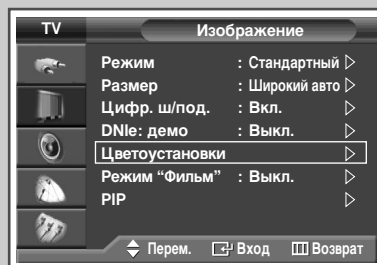 TV Изображение
Режим : Стандартный
Размер : Широкий авто
Цифр. ш/под. : Вкл.
DNIe: демо : Выкл.
Цветоустановки
Режим “Фильм” : Выкл.
PIP
Перем. Вход Возврат